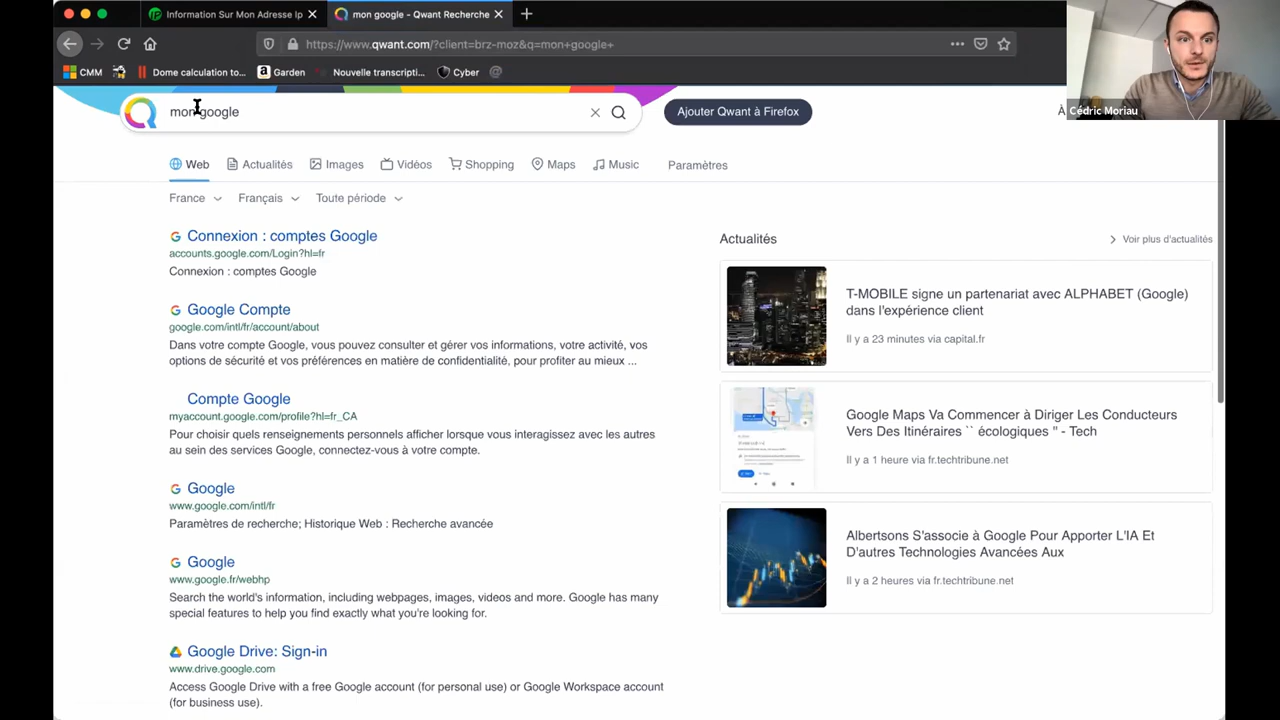 Information Sur Mon Adresse Ip
mon google - Qwant Recherche
https://www.qwant.com/?client=brz-moz&q=mon+google+
CMM
Dome calculation to...
Garden
Nouvelle transcripti...
Cyber
Cédric Moriau
À
mon google
Ajouter Qwant à Firefox
Web
Actualités
Images
Vidéos
Shopping
Maps
Music
Paramètres
France
Français
Toute période
Connexion : comptes Google
accounts.google.com/Login?hl=fr
Connexion : comptes Google
Google Compte
google.com/intl/fr/account/about
Dans votre compte Google, vous pouvez consulter et gérer vos informations, votre activité, vos
options de sécurité et vos préférences en matière de confidentialité, pour profiter au mieux ...
Compte Google
myaccount.google.com/profile?hl=fr_CA
Pour choisir quels renseignements personnels afficher lorsque vous interagissez avec les autres
au sein des services Google, connectez-vous à votre compte.
Google
www.google.com/intl/fr
Paramètres de recherche; Historique Web : Recherche avancée
Google
www.google.fr/webhp
Search the world's information, including webpages, images, videos and more. Google has many
special features to help you find exactly what you're looking for.
Google Drive: Sign-in
www.drive.google.com
Access Google Drive with a free Google account (for personal use) or Google Workspace account
(for business use).
Actualités
Voir plus d'actualités
T-MOBILE signe un partenariat avec ALPHABET (Google)
dans l'expérience client
Il y a 23 minutes via capital.fr
Google Maps Va Commencer à Diriger Les Conducteurs
Vers Des Itinéraires `` écologiques '' - Tech
Il y a 1 heure via fr.techtribune.net
Albertsons S'associe à Google Pour Apporter L'IA Et
D'autres Technologies Avancées Aux
Il y a 2 heures via fr.techtribune.net